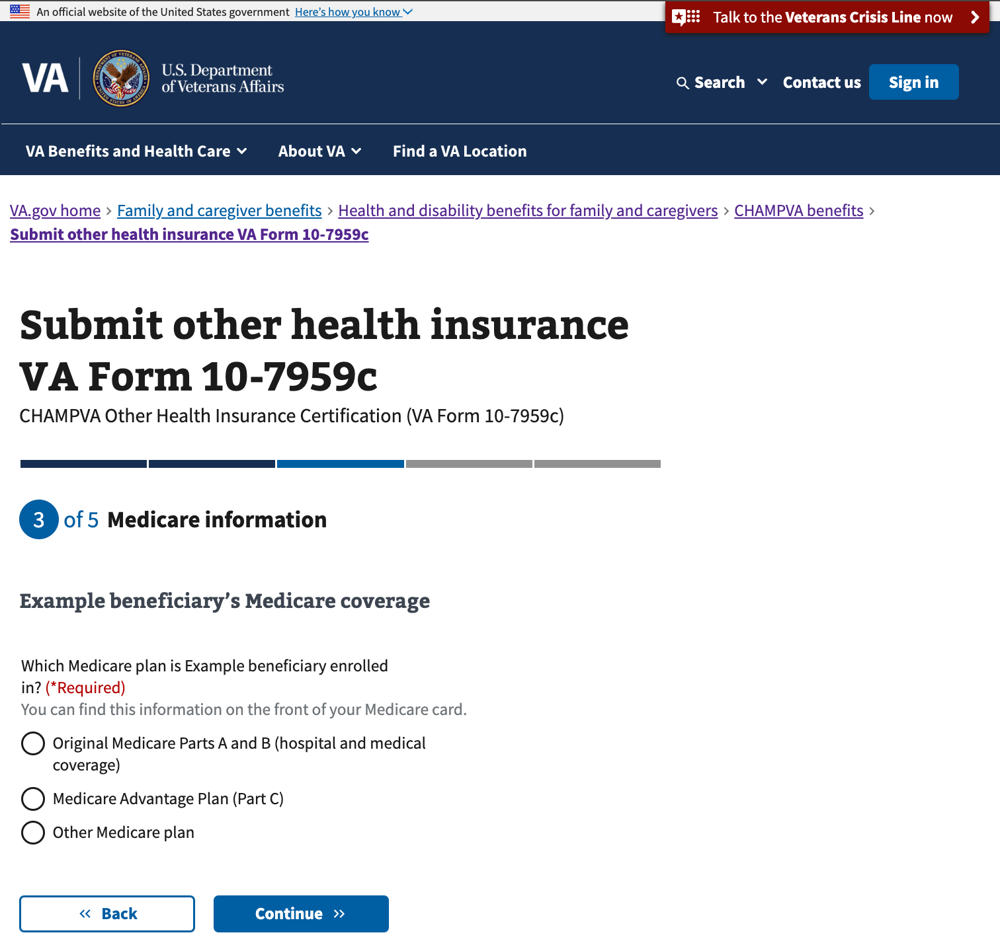 An official website of the United States government Here's how you know
Talk to the Veterans Crisis Line now
VA
U.S. Department
of Veterans Affairs
Search
Contact us
Sign in
VA Benefits and Health Care
About VA
Find a VA Location
VA.gov home › Family and caregiver benefits › Health and disability benefits for family and caregivers › CHAMPVA benefits ›
Submit other health insurance VA Form 10-7959c
Submit other health insurance
VA Form 10-7959c
CHAMPVA Other Health Insurance Certification (VA Form 10-7959c)
3 of 5 Medicare information
Example beneficiary’s Medicare coverage
Which Medicare plan is Example beneficiary enrolled
in? (*Required)
You can find this information on the front of your Medicare card.
Original Medicare Parts A and B (hospital and medical
coverage)
Medicare Advantage Plan (Part C)
Other Medicare plan
« Back
Continue »